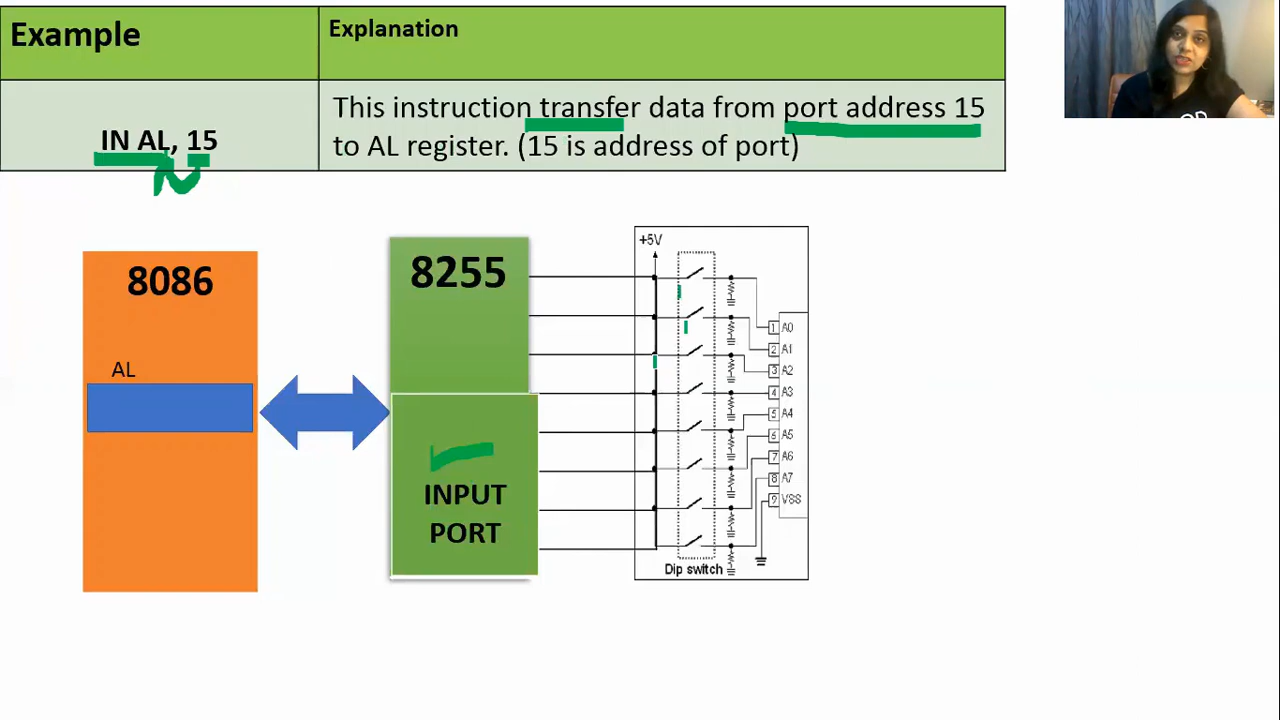 Example
Explanation
IN AL, 15
This instruction transfer data from port address 15
to AL register. (15 is address of port)
8086
AL
8255
INPUT
PORT
+5V
1 A0
2 A1
3 A2
4 A3
5 A4
6 A5
7 A6
8 A7
9 VSS
Dip switch